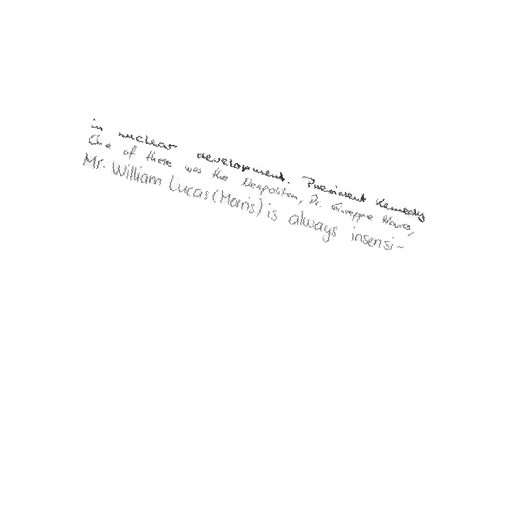 in nuclear development. President Kennedy
One of these was the Neapolitan, Dr. Giuseppe
Mr. William Lucas (Morris) is always insensi-